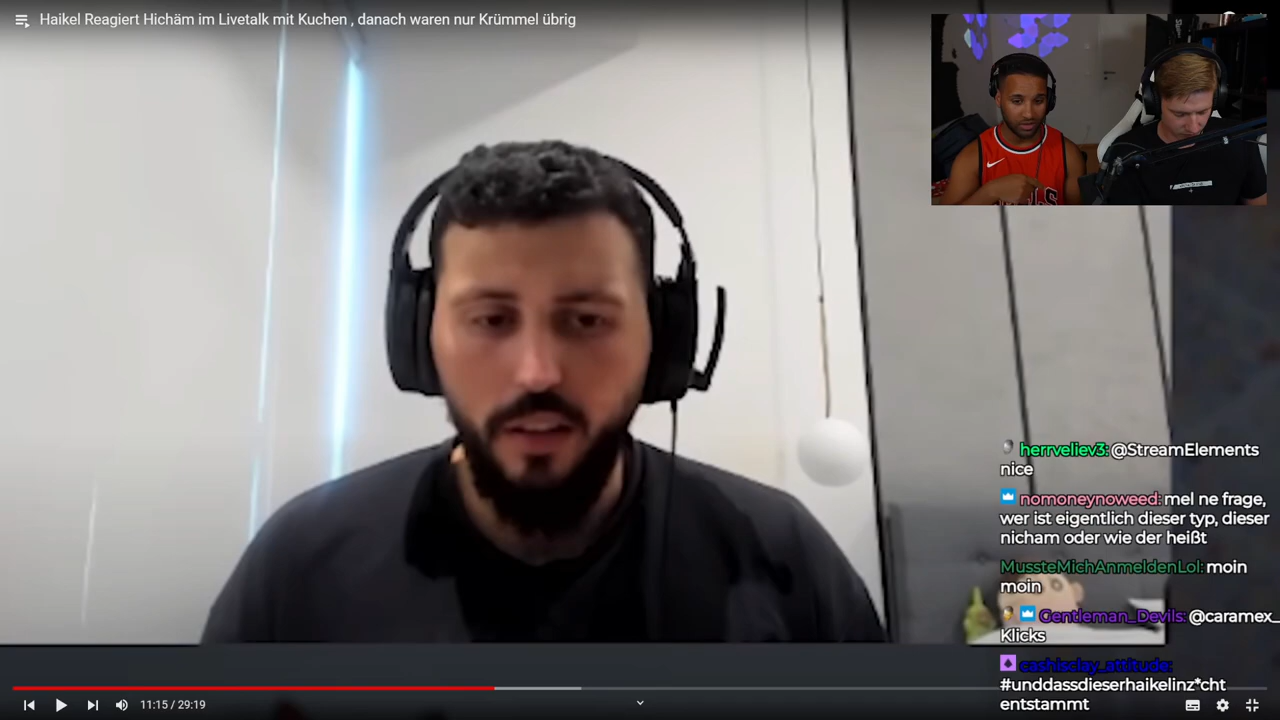 Haikel Reagiert Hichäm im Livetalk mit Kuchen , danach waren nur Krümmel übrig
herrveliev3: @StreamElements
nice
nomoneynoweed: mel ne frage,
wer ist eigentlich dieser typ, dieser
nicham oder wie der heißt
MussteMichAnmeldenLol: moin
moin
Gentleman_Devils: @caramex_
Klicks
cashisclay_attitude:
#unddassdieserhaikelinz*cht
entstammt
11:15 / 29:19